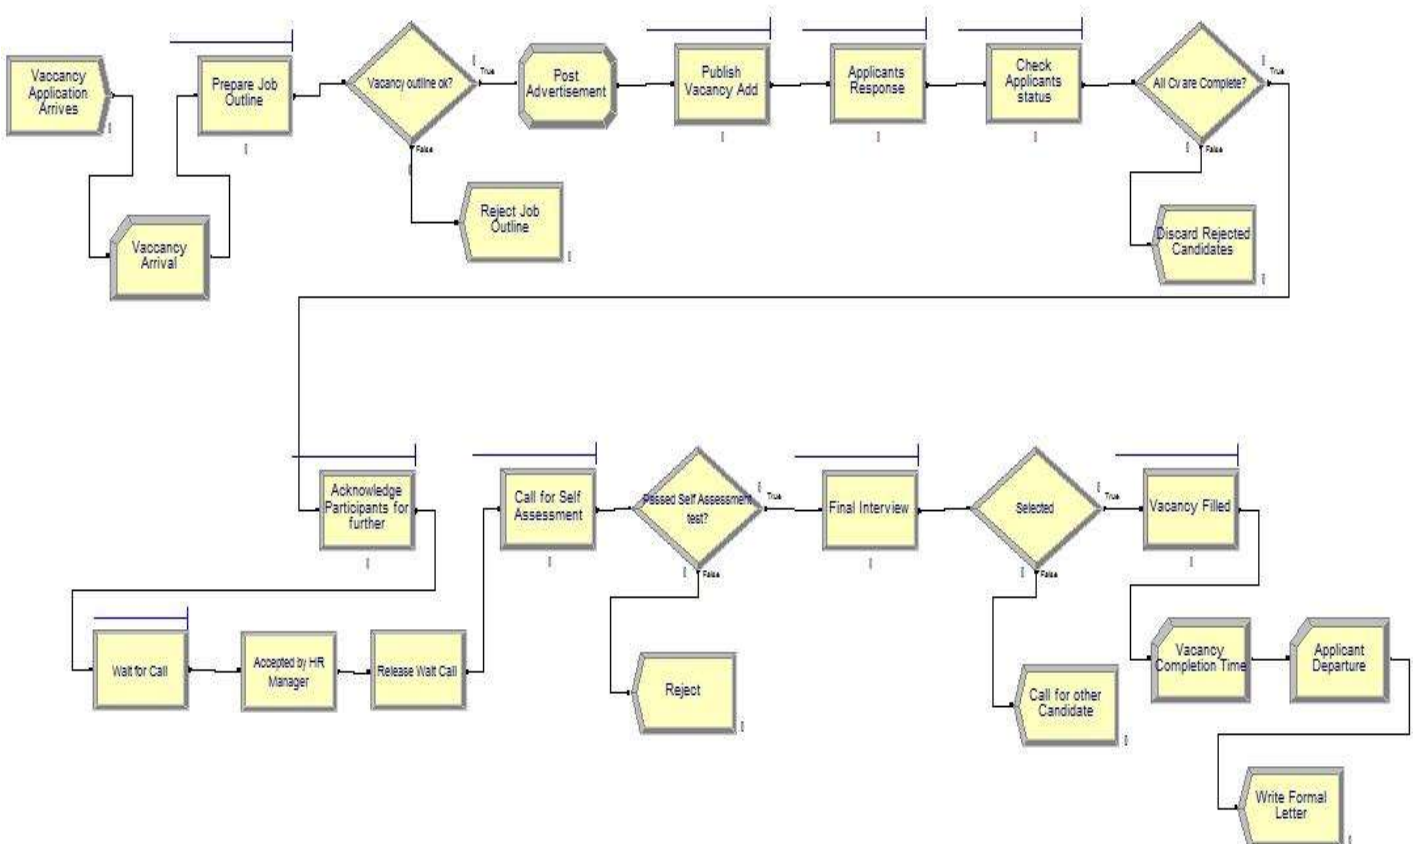 Vaccancy
Application
Arrives
Vaccancy
Arrival
Prepare Job
Outline
Vacancy outline ok?
True
False
Reject Job
Outline
Post
Advertisement
Publish
Vacancy Add
Applicants
Response
Check
Applicants
status
All Cv are Complete?
True
False
Discard Rejected
Candidates
Acknowledge
Participants for
further
Wait for Call
Accepted by HR
Manager
Release Wait Call
Call for Self
Assessment
Passed Self Assessment
test?
True
False
Reject
Final Interview
Selected
True
False
Call for other
Candidate
Vacancy Filled
Vacancy
Completion Time
Applicant
Departure
Write Formal
Letter